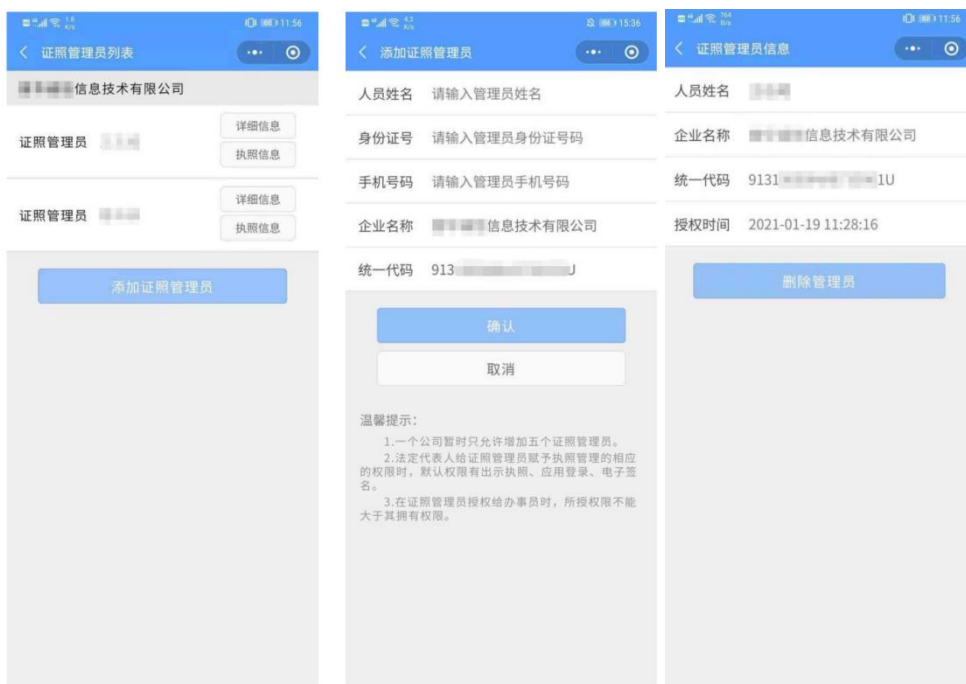 11:56
证照管理员列表
信息技术有限公司
证照管理员
详细信息
执照信息
证照管理员
详细信息
执照信息
添加证照管理员
15:36
添加证照管理员
人员姓名 请输入管理员姓名
身份证号 请输入管理员身份证号码
手机号码 请输入管理员手机号码
企业名称 信息技术有限公司
统一代码 913 J
确认
取消
温馨提示：
1.一个公司暂时只允许增加五个证照管理员。
2.法定代表人给证照管理员赋予执照管理的相应
的权限时，默认权限有出示执照、应用登录、电子签
名。
3.在证照管理员授权给办事员时，所授权限不能
大于其拥有权限。
11:56
证照管理员信息
人员姓名
企业名称 信息技术有限公司
统一代码 9131 1U
授权时间 2021-01-19 11:28:16
删除管理员